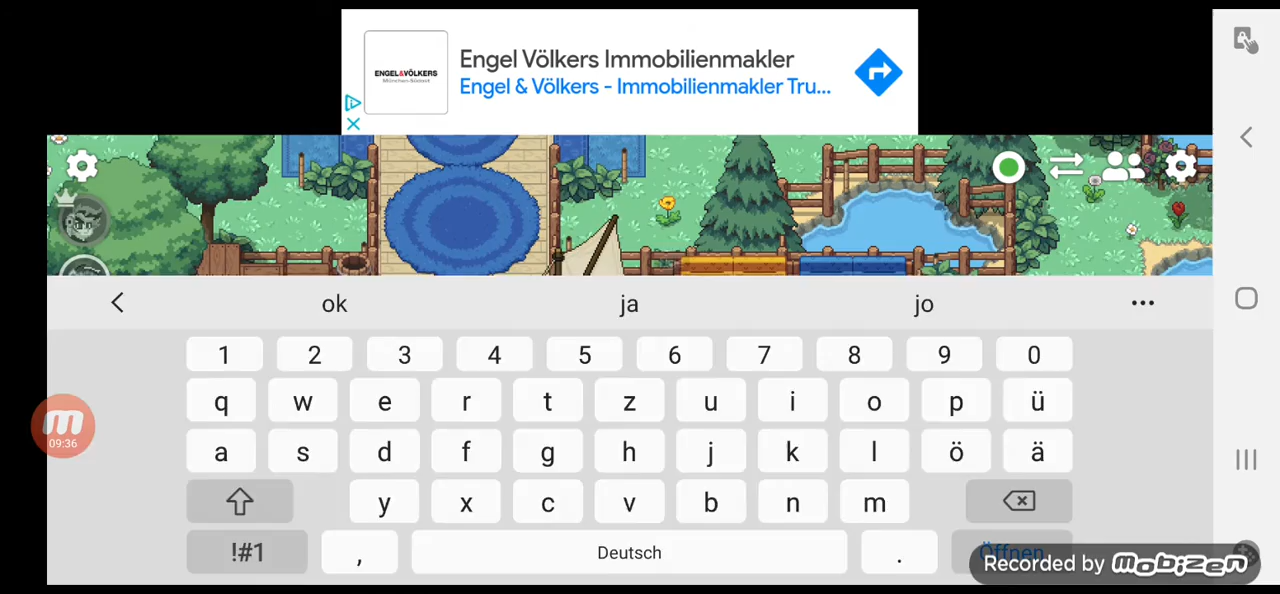 Engel Völkers Immobilienmakler
ENGEL&VÖLKERS
Engel & Völkers - Immobilienmakler Tru...
ok ja jo ...
1 2 3 4 5 6 7 8 9 0
q w e r t z u i o p ü
09:36
a s d f g h j k l ö ä
y x c v b n m
!#1 , Deutsch . Öffnen
Recorded by mobizen